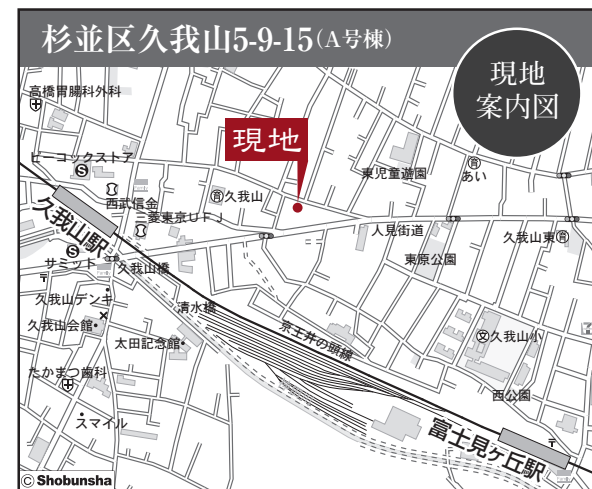 杉並区久我山5-9-15(A号棟)
現地
案内図
高橋胃腸科外科
ピーコックストア
現地
東児童遊園
あい
西武信金
久我山
三菱東京UFJ
久我山駅
人見街道
久我山東
東原公園
サミット
久我山橋
久我山デンキ
清水橋
久我山会館
太田記念館
京王井の頭線
久我山小
たかまつ歯科
西公園
スマイル
富士見ヶ丘駅
© Shobunsha